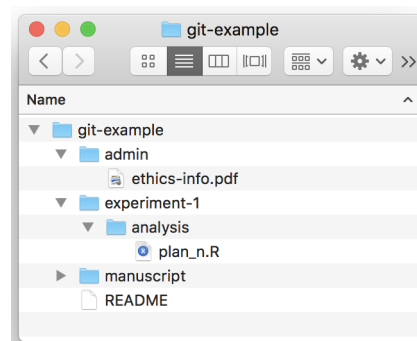 git-example
Name
git-example
admin
ethics-info.pdf
experiment-1
analysis
plan_n.R
manuscript
README